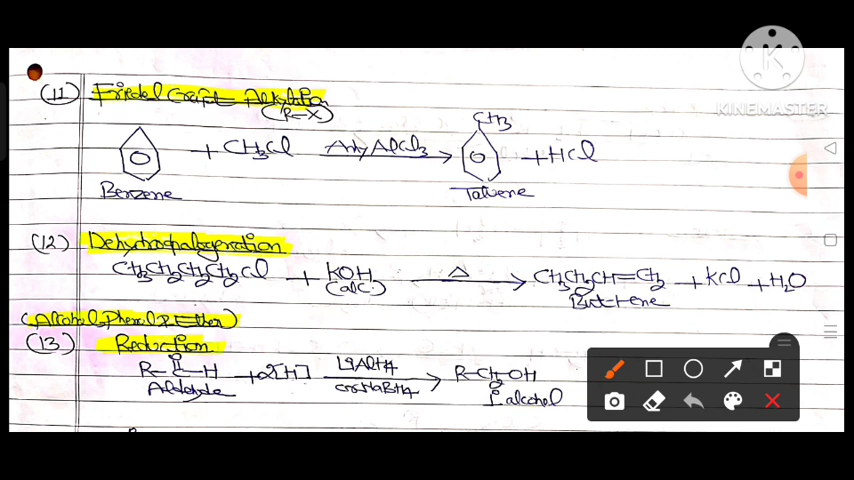 KINEMASTER
(11) Friedel Craft Alkylation
(R-X)
+ CH3Cl Anhy AlCl3 → CH3 + HCl
Benzene Toluene
(12) Dehydrohalogenation
CH3CH2CH2CH2Cl + KOH (alc.) △ → CH3CH2CH=CH2 + KCl + H2O
But-1-ene
(Alcohol, Phenol & Ether)
(13) Reduction
R-C-H + 2[H] LiAlH4 → R-CH2-OH
O
Aldehyde or NaBH4 1° alcohol